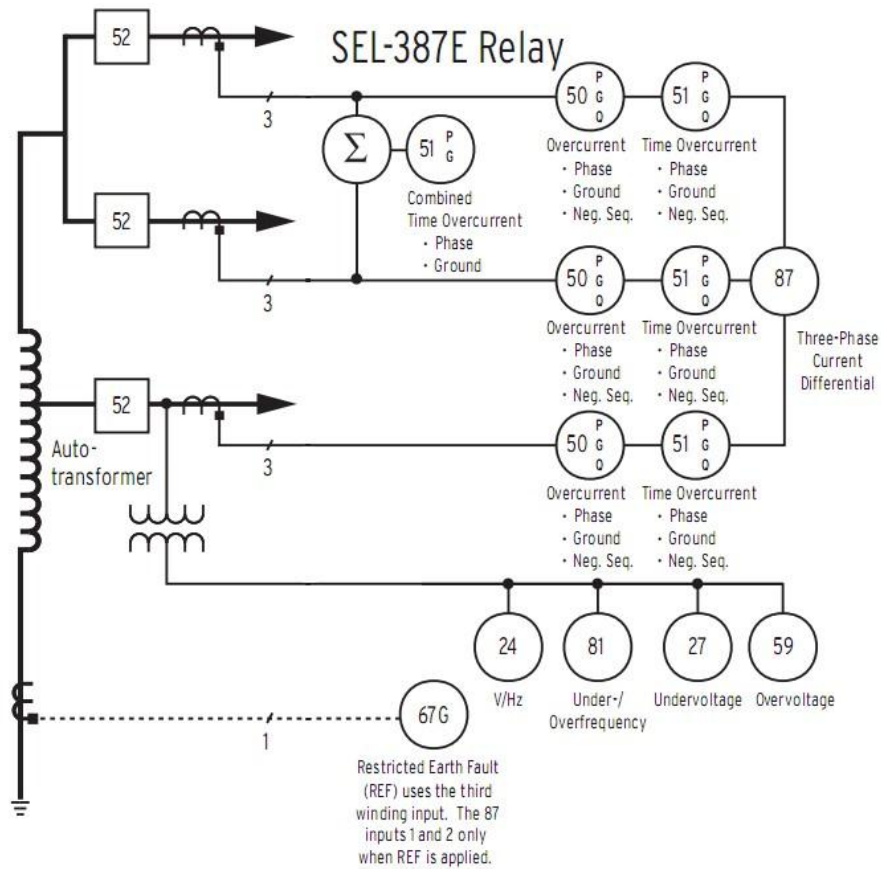 52
SEL-387E Relay
3
50 P G Q
51 P G Q
Σ
51 P G
Overcurrent
· Phase
· Ground
· Neg. Seq.
Time Overcurrent
· Phase
· Ground
· Neg. Seq.
Combined
Time Overcurrent
· Phase
· Ground
52
3
50 P G Q
51 P G Q
87
Overcurrent
· Phase
· Ground
· Neg. Seq.
Time Overcurrent
· Phase
· Ground
· Neg. Seq.
Three-Phase
Current
Differential
52
Auto-
transformer
3
50 P G Q
51 P G Q
Overcurrent
· Phase
· Ground
· Neg. Seq.
Time Overcurrent
· Phase
· Ground
· Neg. Seq.
24
V/Hz
81
Under-/
Overfrequency
27
Undervoltage
59
Overvoltage
1
67G
Restricted Earth Fault
(REF) uses the third
winding input. The 87
inputs 1 and 2 only
when REF is applied.